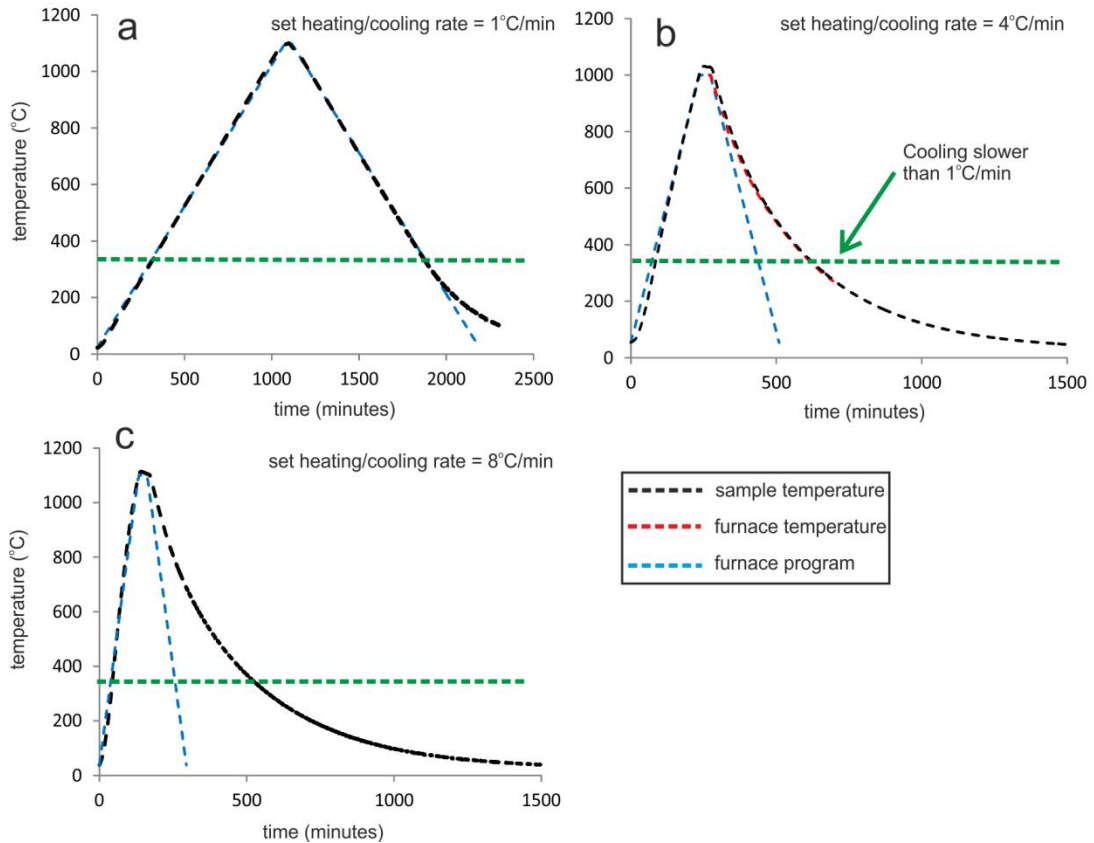 a
set heating/cooling rate = 1°C/min
1200
1000
800
600
400
200
0
temperature (°C)
0 500 1000 1500 2000 2500
time (minutes)
b
set heating/cooling rate = 4°C/min
1200
1000
800
600
400
200
0
Cooling slower
than 1°C/min
0 500 1000 1500
time (minutes)
c
set heating/cooling rate = 8°C/min
1200
1000
800
600
400
200
0
temperature (°C)
0 500 1000 1500
time (minutes)
sample temperature
furnace temperature
furnace program